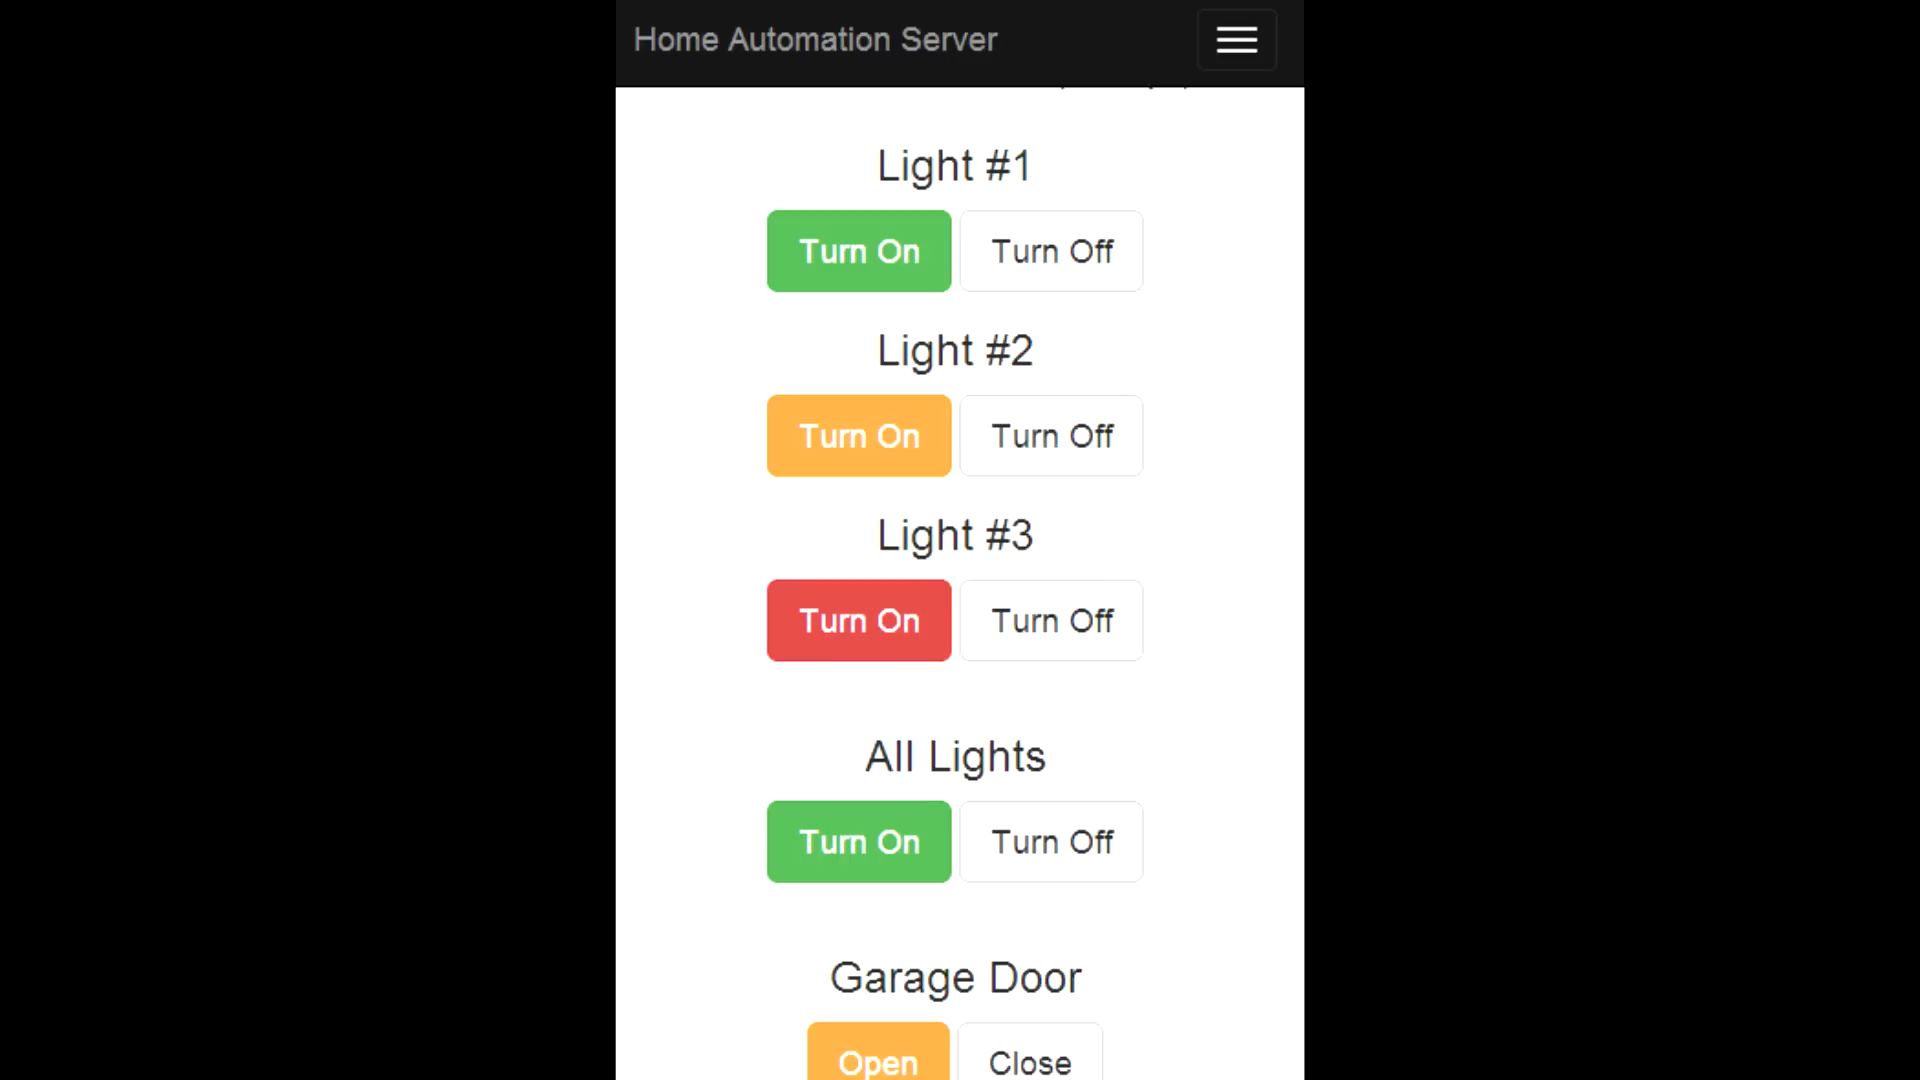 Home Automation Server
Light #1
Turn On Turn Off
Light #2
Turn On Turn Off
Light #3
Turn On Turn Off
All Lights
Turn On Turn Off
Garage Door
Open Close